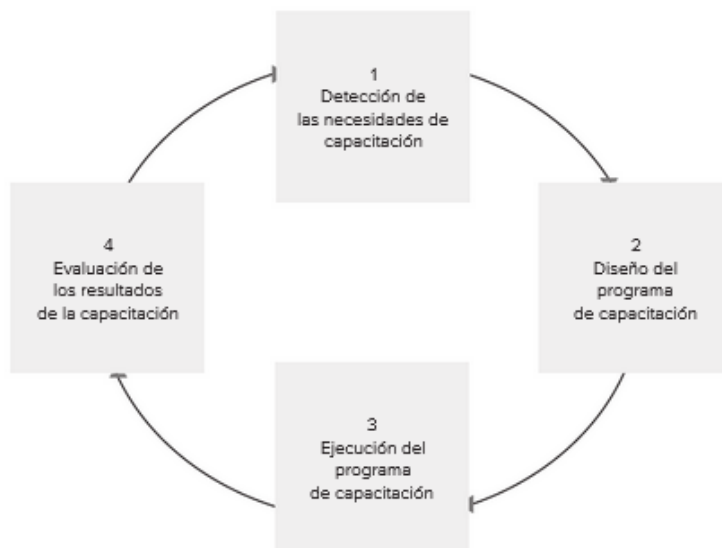 1
Detección de
las necesidades de
capacitación
2
Diseño del
programa
de capacitación
3
Ejecución del
programa
de capacitación
4
Evaluación de
los resultados
de la capacitación